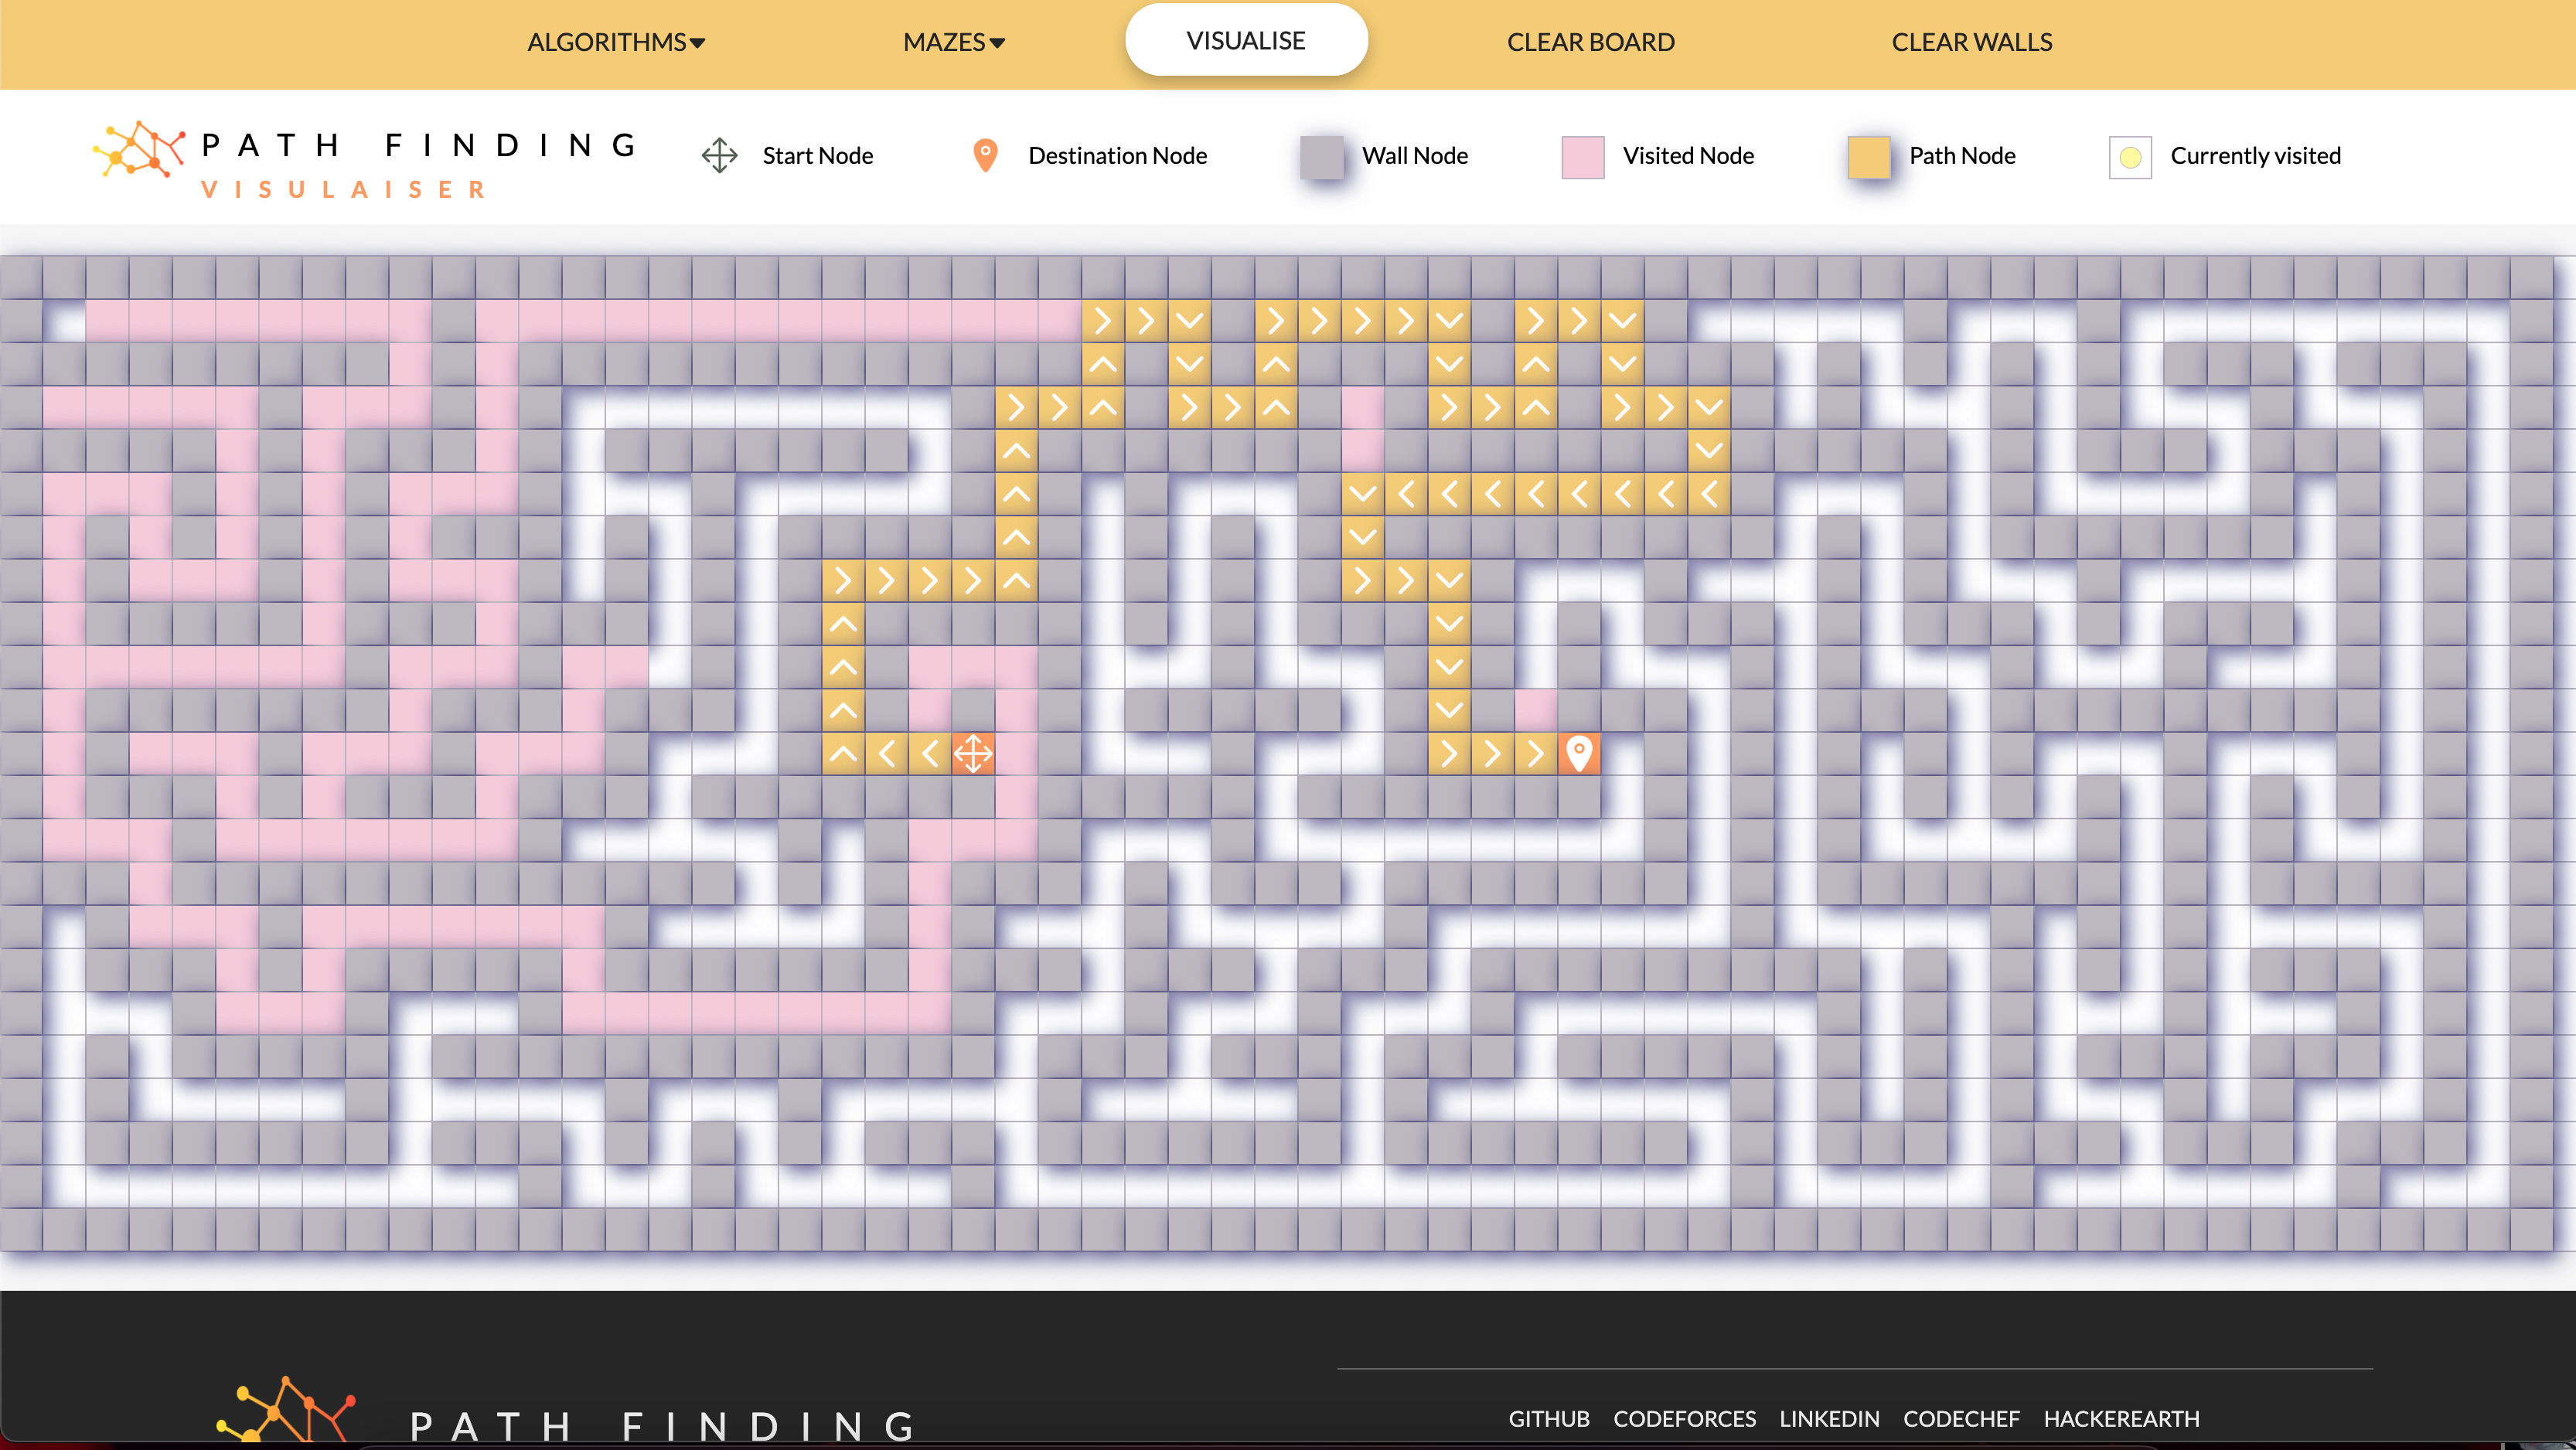 ALGORITHMS MAZES VISUALISE CLEAR BOARD CLEAR WALLS
PATH FINDING
VISULAISER
Start Node Destination Node Wall Node Visited Node Path Node Currently visited
PATH FINDING
GITHUB CODEFORCES LINKEDIN CODECHEF HACKEREARTH